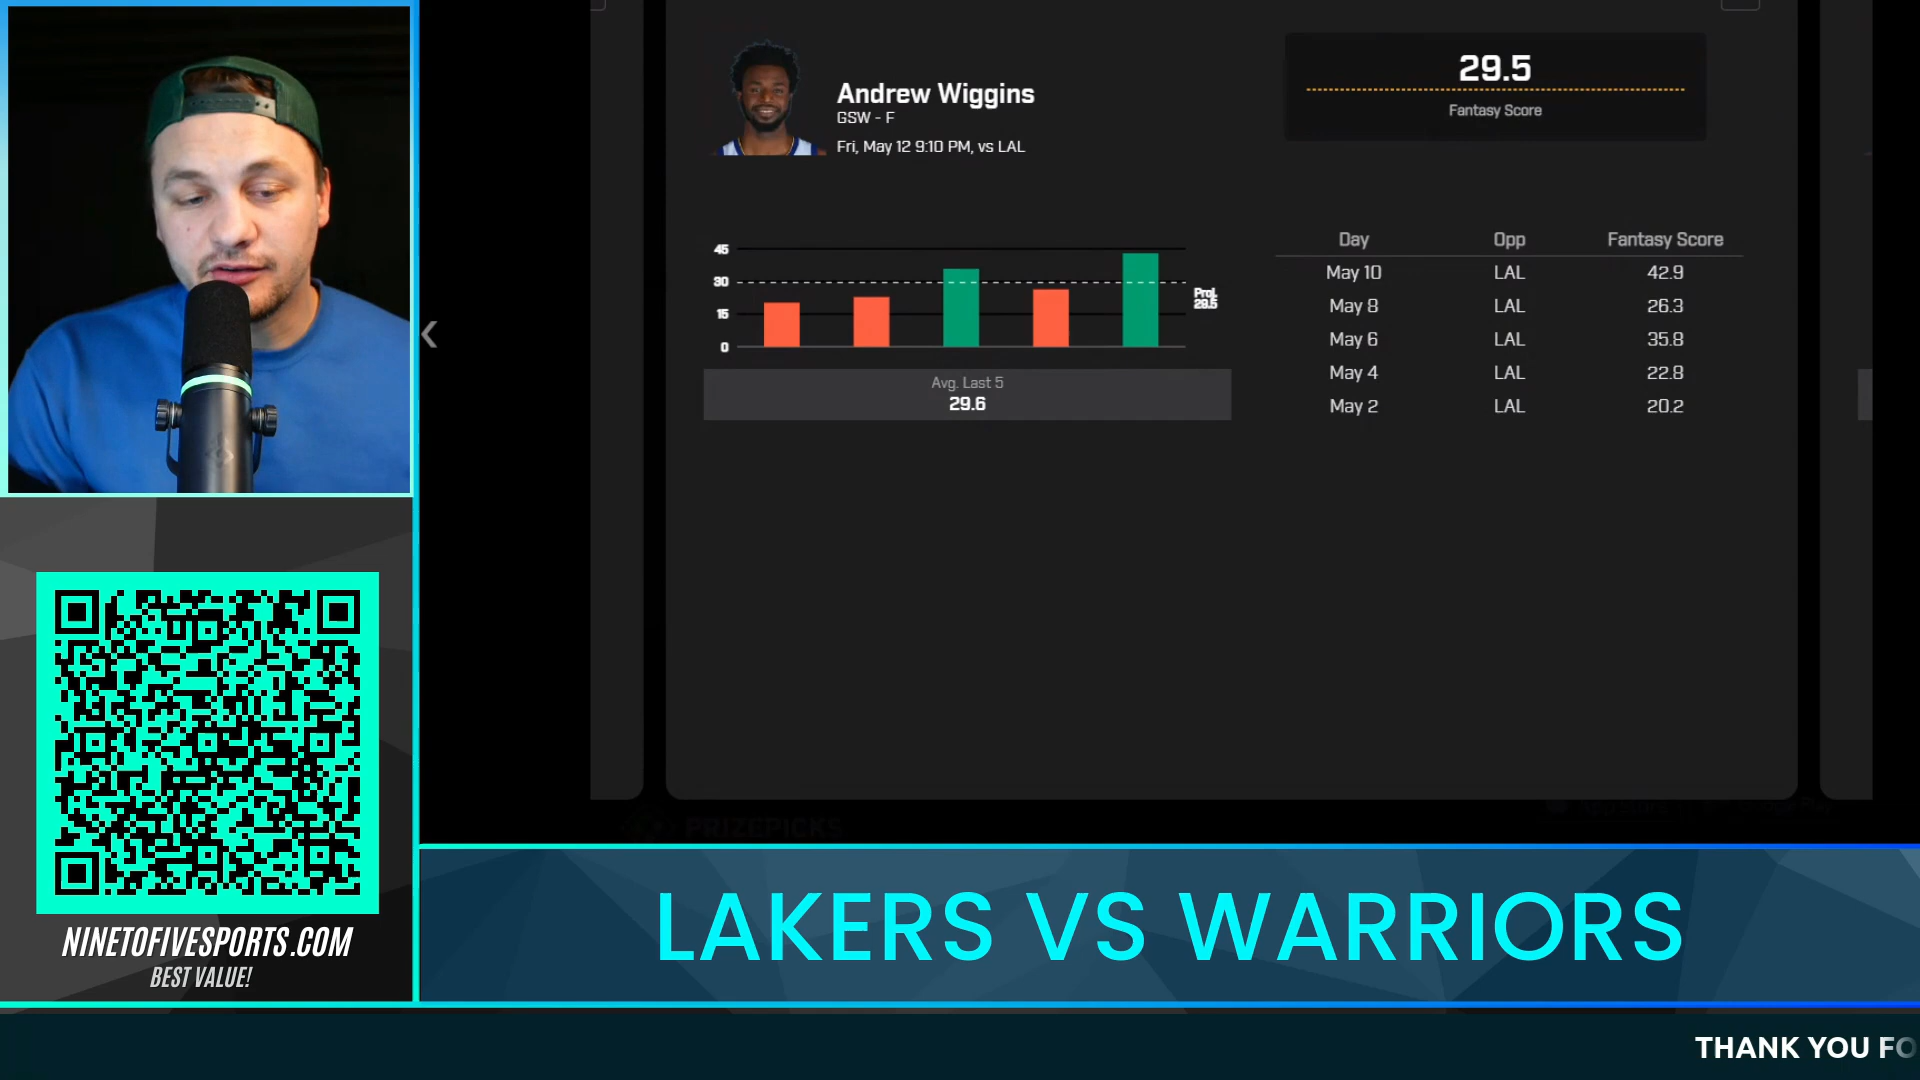 Andrew Wiggins
GSW - F
Fri, May 12 9:10 PM, vs LAL
29.5
Fantasy Score
45
30
15
0
Proj.
29.5
Avg. Last 5
29.6
Day Opp Fantasy Score
May 10 LAL 42.9
May 8 LAL 26.3
May 6 LAL 35.8
May 4 LAL 22.8
May 2 LAL 20.2
PRIZEPICKS
NINETOFIVESPORTS.COM
BEST VALUE!
LAKERS VS WARRIORS
THANK YOU FO